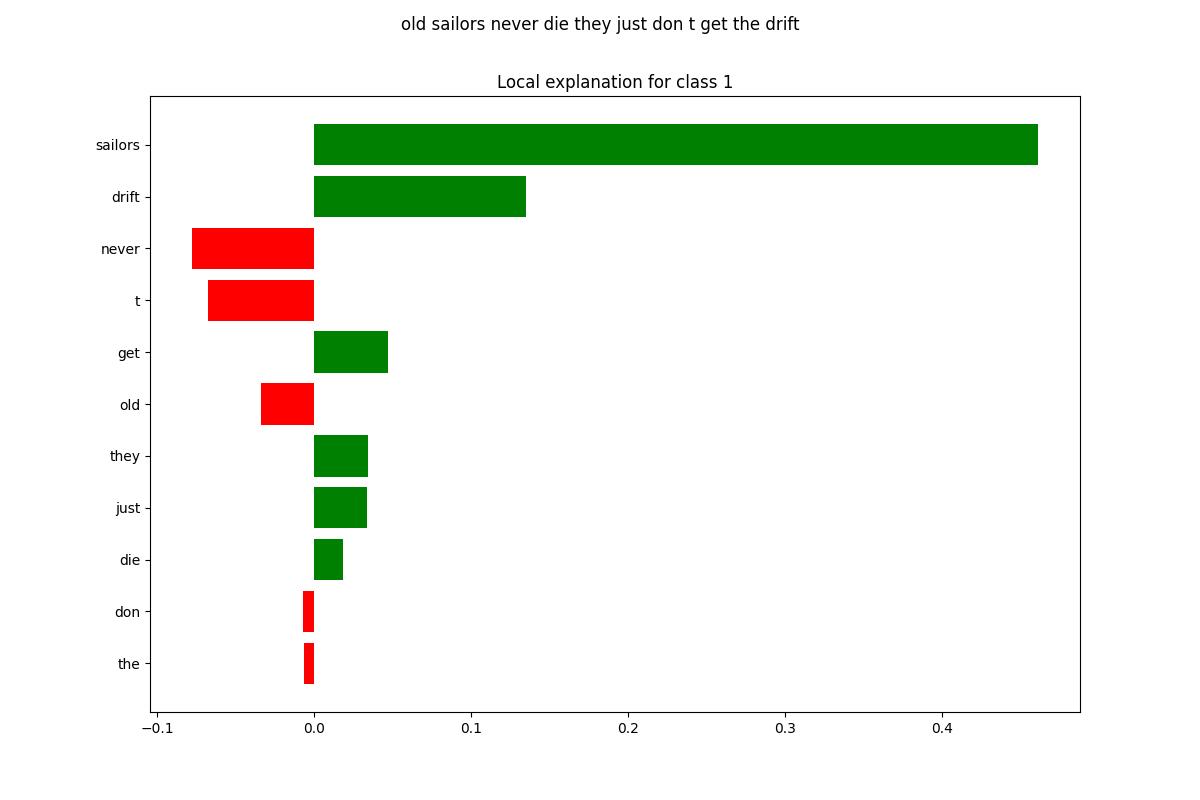 old sailors never die they just don t get the drift
Local explanation for class 1
sailors
drift
never
t
get
old
they
just
die
don
the
−0.1 0.0 0.1 0.2 0.3 0.4